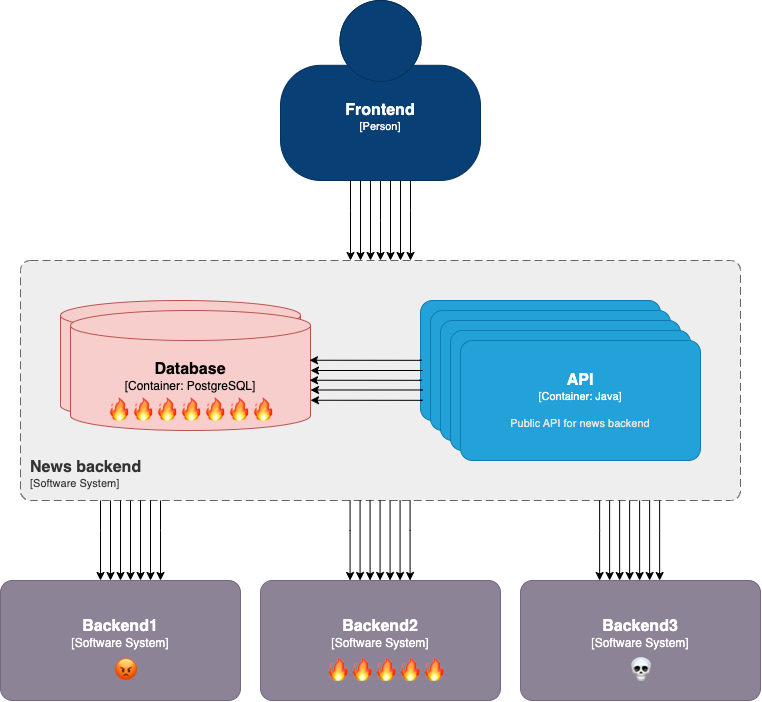 Frontend
[Person]
Database
[Container: PostgreSQL]
🔥🔥🔥🔥🔥🔥🔥
API
[Container: Java]
Public API for news backend
News backend
[Software System]
Backend1
[Software System]
😡
Backend2
[Software System]
🔥🔥🔥🔥🔥
Backend3
[Software System]
💀